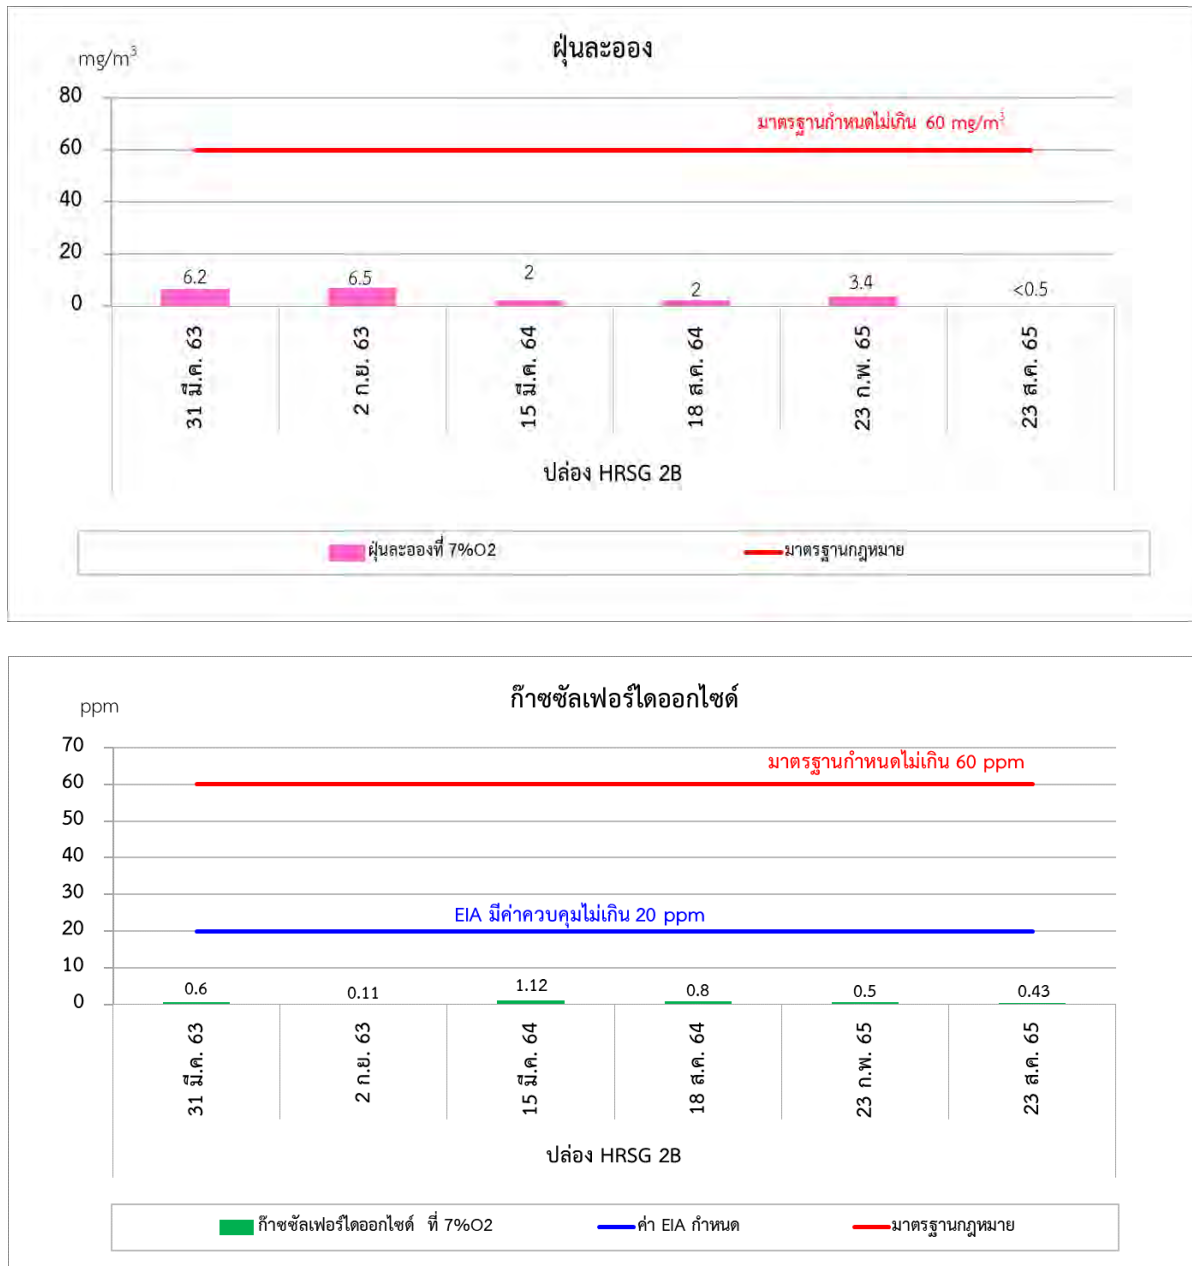 ฝุ่นละออง
mg/m³
80
มาตรฐานกำหนดไม่เกิน 60 mg/m³
60
40
20
6.2 6.5 2 2 3.4 <0.5
0
31 มี.ค. 63
2 ก.ย. 63
15 มี.ค. 64
18 ส.ค. 64
23 ก.พ. 65
23 ส.ค. 65
ปล่อง HRSG 2B
ฝุ่นละอองที่ 7%O2 มาตรฐานกฎหมาย
ก๊าซซัลเฟอร์ไดออกไซด์
ppm
70
มาตรฐานกำหนดไม่เกิน 60 ppm
60
50
40
30
EIA มีค่าควบคุมไม่เกิน 20 ppm
20
10
0.6 0.11 1.12 0.8 0.5 0.43
0
31 มี.ค. 63
2 ก.ย. 63
15 มี.ค. 64
18 ส.ค. 64
23 ก.พ. 65
23 ส.ค. 65
ปล่อง HRSG 2B
ก๊าซซัลเฟอร์ไดออกไซด์ ที่ 7%O2 ค่า EIA กำหนด มาตรฐานกฎหมาย